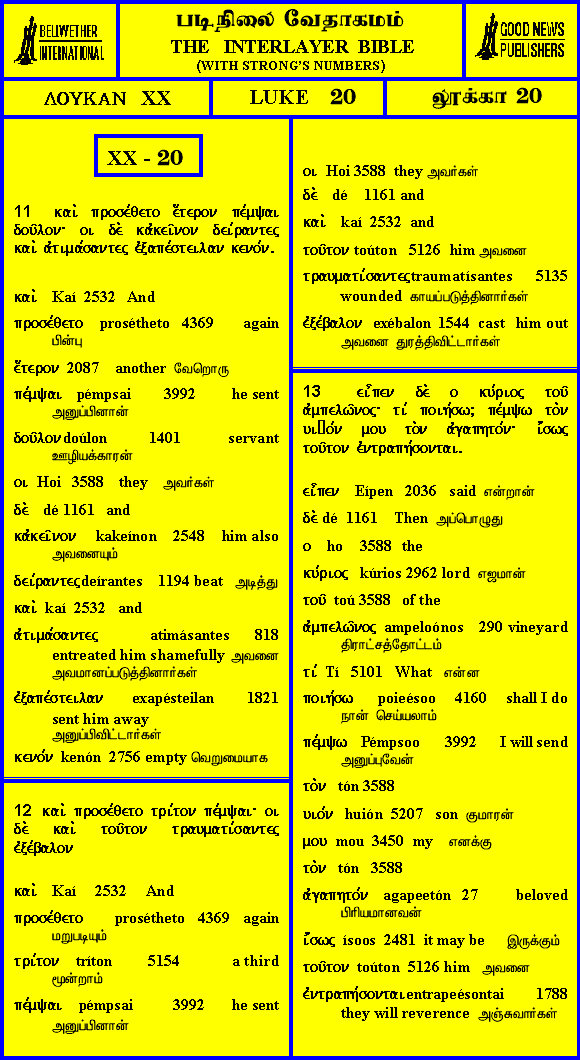 BELLWETHER INTERNATIONAL
படிநிலை வேதாகமம்
THE INTERLAYER BIBLE
(WITH STRONG'S NUMBERS)
GOOD NEWS PUBLISHERS
ΛΟΥΚΑΝ XX
LUKE 20
லூக்கா 20
XX - 20
11 καὶ προσέθετο ἕτερον πέμψαι
δοῦλον· οι δὲ κἀκεῖνον δείραντες
καὶ ἀτιμάσαντες ἐξαπέστειλαν κενόν.
καὶ Kaí 2532 And
προσέθετο prosétheto 4369 again
பின்பு
ἕτερον 2087 another வேறொரு
πέμψαι pémpsai 3992 he sent
அனுப்பினான்
δοῦλον doúlon 1401 servant
ஊழியக்காரன்
οι Hoi 3588 they அவர்கள்
δὲ dé 1161 and
κἀκεῖνον kakeínon 2548 him also
அவனையும்
δείραντες deírantes 1194 beat அடித்து
καὶ kaí 2532 and
ἀτιμάσαντες atimásantes 818
entreated him shamefully அவனை
அவமானப்படுத்தினார்கள்
ἐξαπέστειλαν exapésteilan 1821
sent him away
அனுப்பிவிட்டார்கள்
κενόν kenón 2756 empty வெறுமையாக
12 καὶ προσέθετο τρίτον πέμψαι· οι
δὲ καὶ τοῦτον τραυματίσαντες
ἐξέβαλον
καὶ Kaí 2532 And
προσέθετο prosétheto 4369 again
மறுபடியும்
τρίτον tríton 5154 a third
மூன்றாம்
πέμψαι pémpsai 3992 he sent
அனுப்பினான்
οι Hoi 3588 they அவர்கள்
δὲ dé 1161 and
καὶ kaí 2532 and
τοῦτον toúton 5126 him அவனை
τραυματίσαντες traumatísantes 5135
wounded காயப்படுத்தினார்கள்
ἐξέβαλον exébalon 1544 cast him out
அவனை துரத்திவிட்டார்கள்
13 εἶπεν δὲ ο κύριος τοῦ
ἀμπελῶνος· τί ποιήσω; πέμψω τὸν
υι□όν μου τὸν ἀγαπητόν· ἴσως
τοῦτον ἐντραπήσονται.
εἶπεν Eípen 2036 said என்றான்
δὲ dé 1161 Then அப்பொழுது
ο ho 3588 the
κύριος kúrios 2962 lord எஜமான்
τοῦ toú 3588 of the
ἀμπελῶνος ampeloónos 290 vineyard
திராட்சத்தோட்டம்
τί Tí 5101 What என்ன
ποιήσω poieésoo 4160 shall I do
நான் செய்யலாம்
πέμψω Pémpsoo 3992 I will send
அனுப்புவேன்
τὸν tón 3588
υιόν huión 5207 son குமாரன்
μου mou 3450 my எனக்கு
τὸν tón 3588
ἀγαπητόν agapeetón 27 beloved
பிரியமானவன்
ἴσως ísoos 2481 it may be இருக்கும்
τοῦτον toúton 5126 him அவனை
ἐντραπήσονται entrapeésontai 1788
they will reverence அஞ்சுவார்கள்